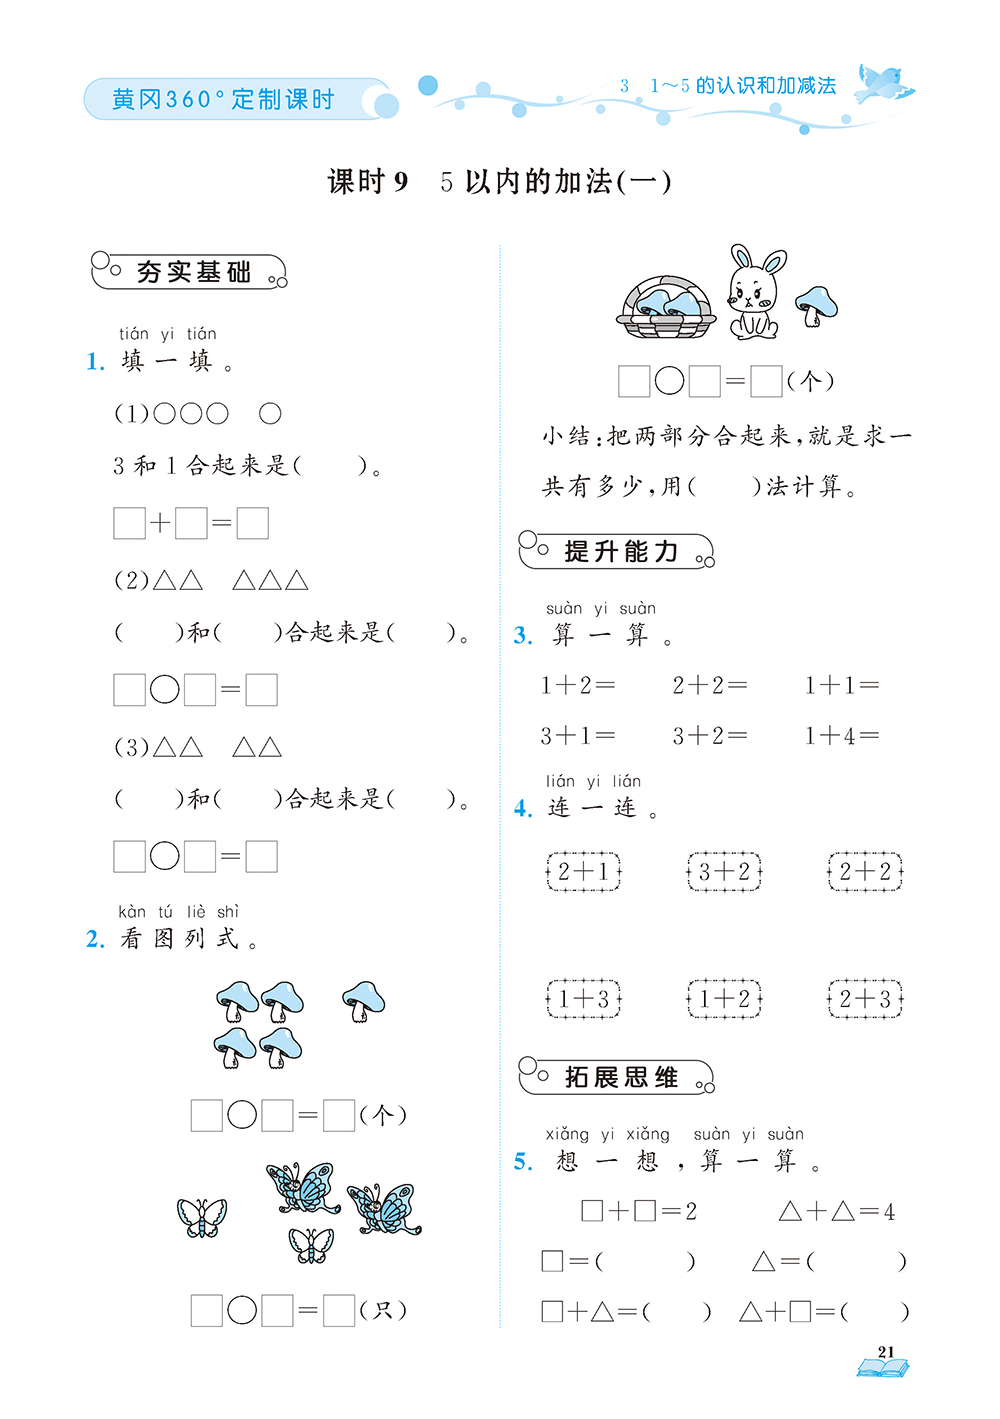 黄冈360°定制课时
3 1～5的认识和加减法
课时9 5以内的加法(一)
夯实基础
tián yi tián
1. 填一填。
(1)○○○ ○
3和1合起来是( )。
□+□=□
(2)△△ △△△
( )和( )合起来是( )。
□○□=□
(3)△△ △△
( )和( )合起来是( )。
□○□=□
kàn tú liè shì
2. 看图列式。
□○□=□(个)
□○□=□(只)
□○□=□(个)
小结:把两部分合起来,就是求一
共有多少,用( )法计算。
提升能力
suàn yi suàn
3. 算一算。
1+2= 2+2= 1+1=
3+1= 3+2= 1+4=
lián yi lián
4. 连一连。
2+1 3+2 2+2
1+3 1+2 2+3
拓展思维
xiǎng yi xiǎng suàn yi suàn
5. 想一想,算一算。
□+□=2 △+△=4
□=( ) △=( )
□+△=( ) △+□=( )
21